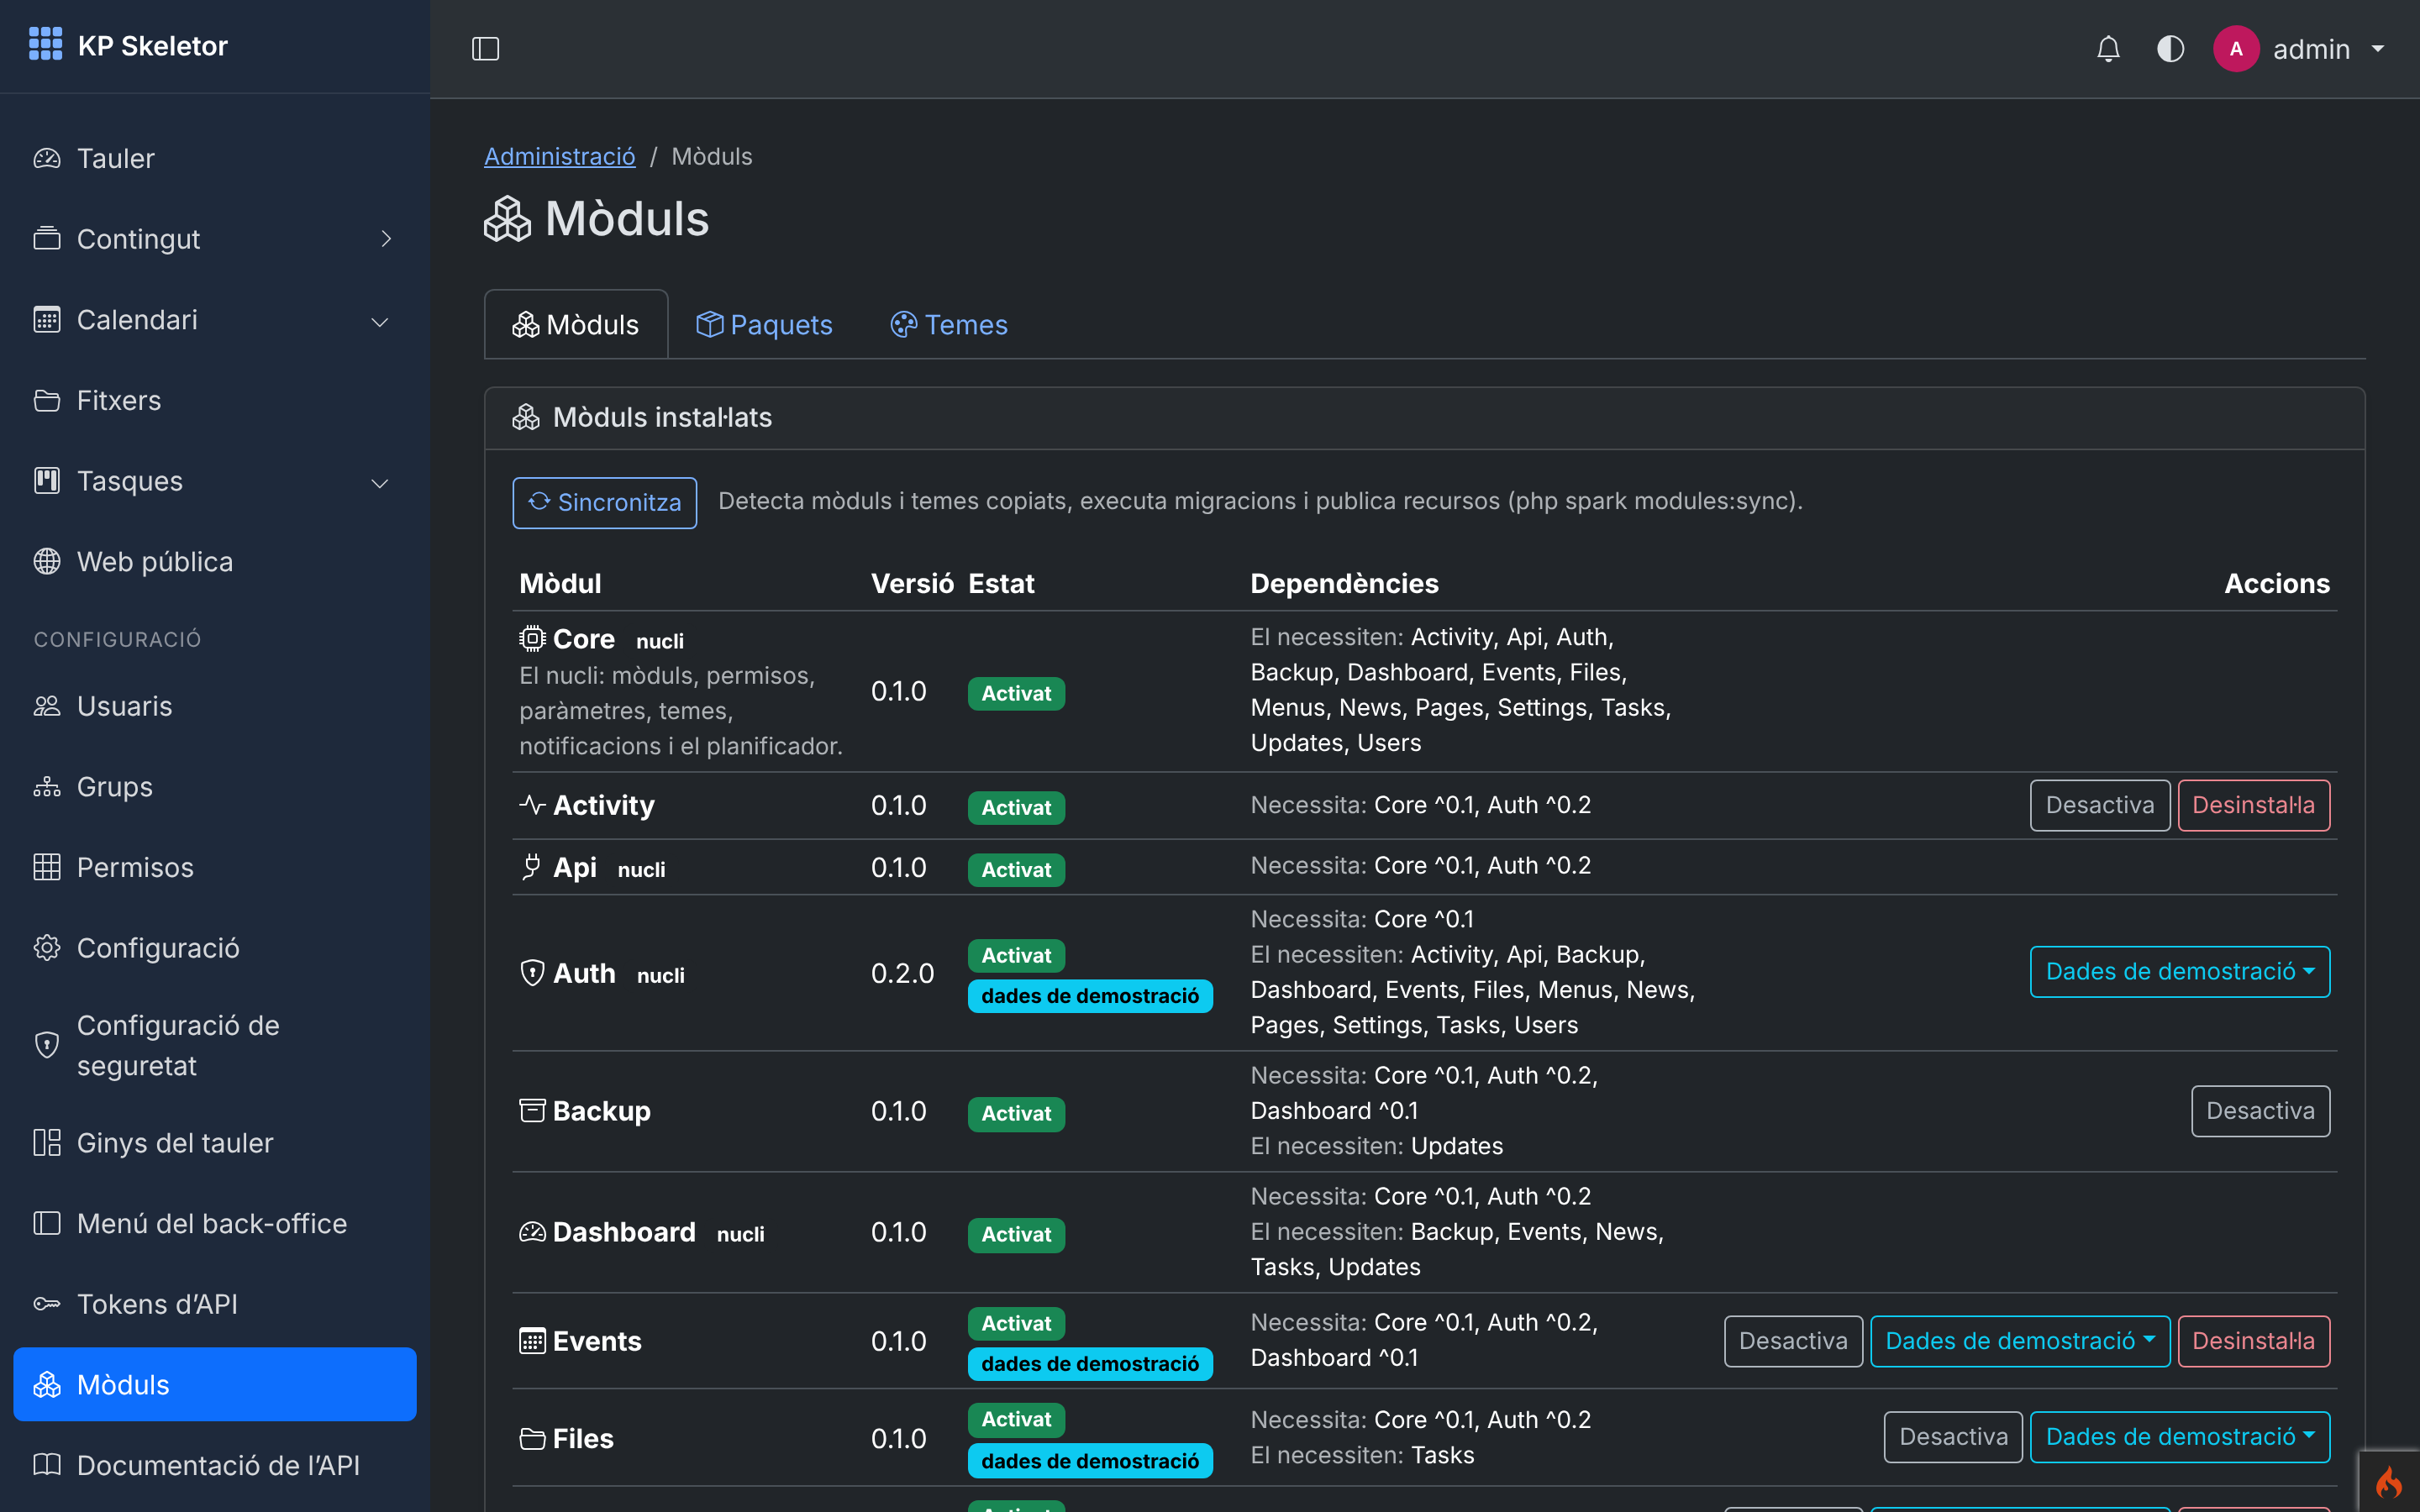 KP Skeletor
A admin
Tauler
Contingut
Calendari
Fitxers
Tasques
Web pública
CONFIGURACIÓ
Usuaris
Grups
Permisos
Configuració
Configuració de
seguretat
Ginys del tauler
Menú del back-office
Tokens d’API
Mòduls
Documentació de l’API
Administració / Mòduls
Mòduls
Mòduls Paquets Temes
Mòduls instal·lats
Sincronitza Detecta mòduls i temes copiats, executa migracions i publica recursos (php spark modules:sync).
Mòdul Versió Estat Dependències Accions
Core nucli
El nucli: mòduls, permisos,
paràmetres, temes,
notificacions i el planificador.
0.1.0
Activat
El necessiten: Activity, Api, Auth,
Backup, Dashboard, Events, Files,
Menus, News, Pages, Settings, Tasks,
Updates, Users
Activity 0.1.0 Activat Necessita: Core ^0.1, Auth ^0.2 Desactiva Desinstal·la
Api nucli 0.1.0 Activat Necessita: Core ^0.1, Auth ^0.2
Auth nucli 0.2.0
Activat
dades de demostració
Necessita: Core ^0.1
El necessiten: Activity, Api, Backup,
Dashboard, Events, Files, Menus, News,
Pages, Settings, Tasks, Users
Dades de demostració
Backup 0.1.0 Activat
Necessita: Core ^0.1, Auth ^0.2,
Dashboard ^0.1
El necessiten: Updates
Desactiva
Dashboard nucli 0.1.0 Activat
Necessita: Core ^0.1, Auth ^0.2
El necessiten: Backup, Events, News,
Tasks, Updates
Events 0.1.0
Activat
dades de demostració
Necessita: Core ^0.1, Auth ^0.2,
Dashboard ^0.1
Desactiva Dades de demostració Desinstal·la
Files 0.1.0
Activat
dades de demostració
Necessita: Core ^0.1, Auth ^0.2
El necessiten: Tasks
Desactiva Dades de demostració